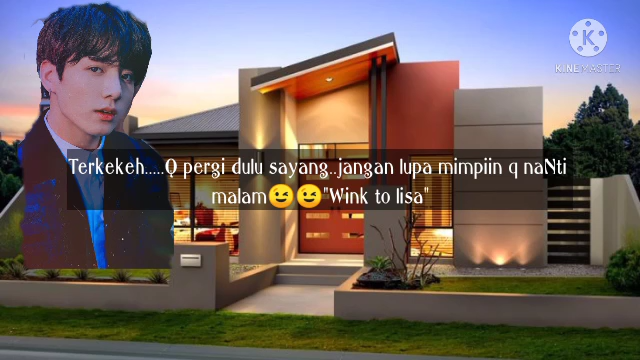 KINEMASTER
Terkekeh.....Q pergi dulu sayang..jangan lupa mimpiin q naNti
malam😉😉"Wink to lisa"